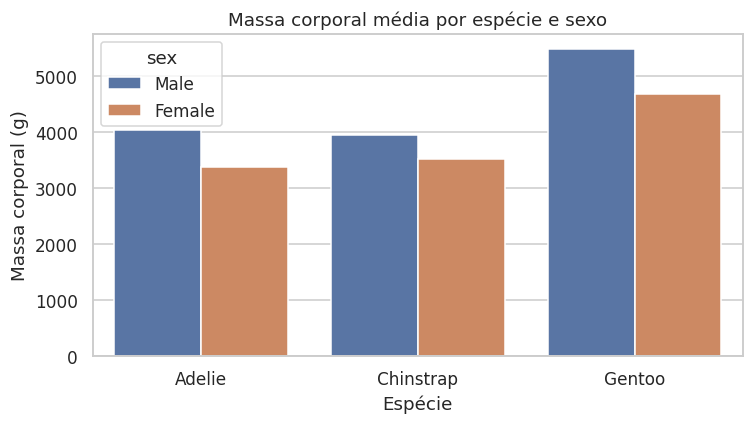 Massa corporal média por espécie e sexo
sex
Male
Female
Massa corporal (g)
5000
4000
3000
2000
1000
0
Adelie
Chinstrap
Gentoo
Espécie